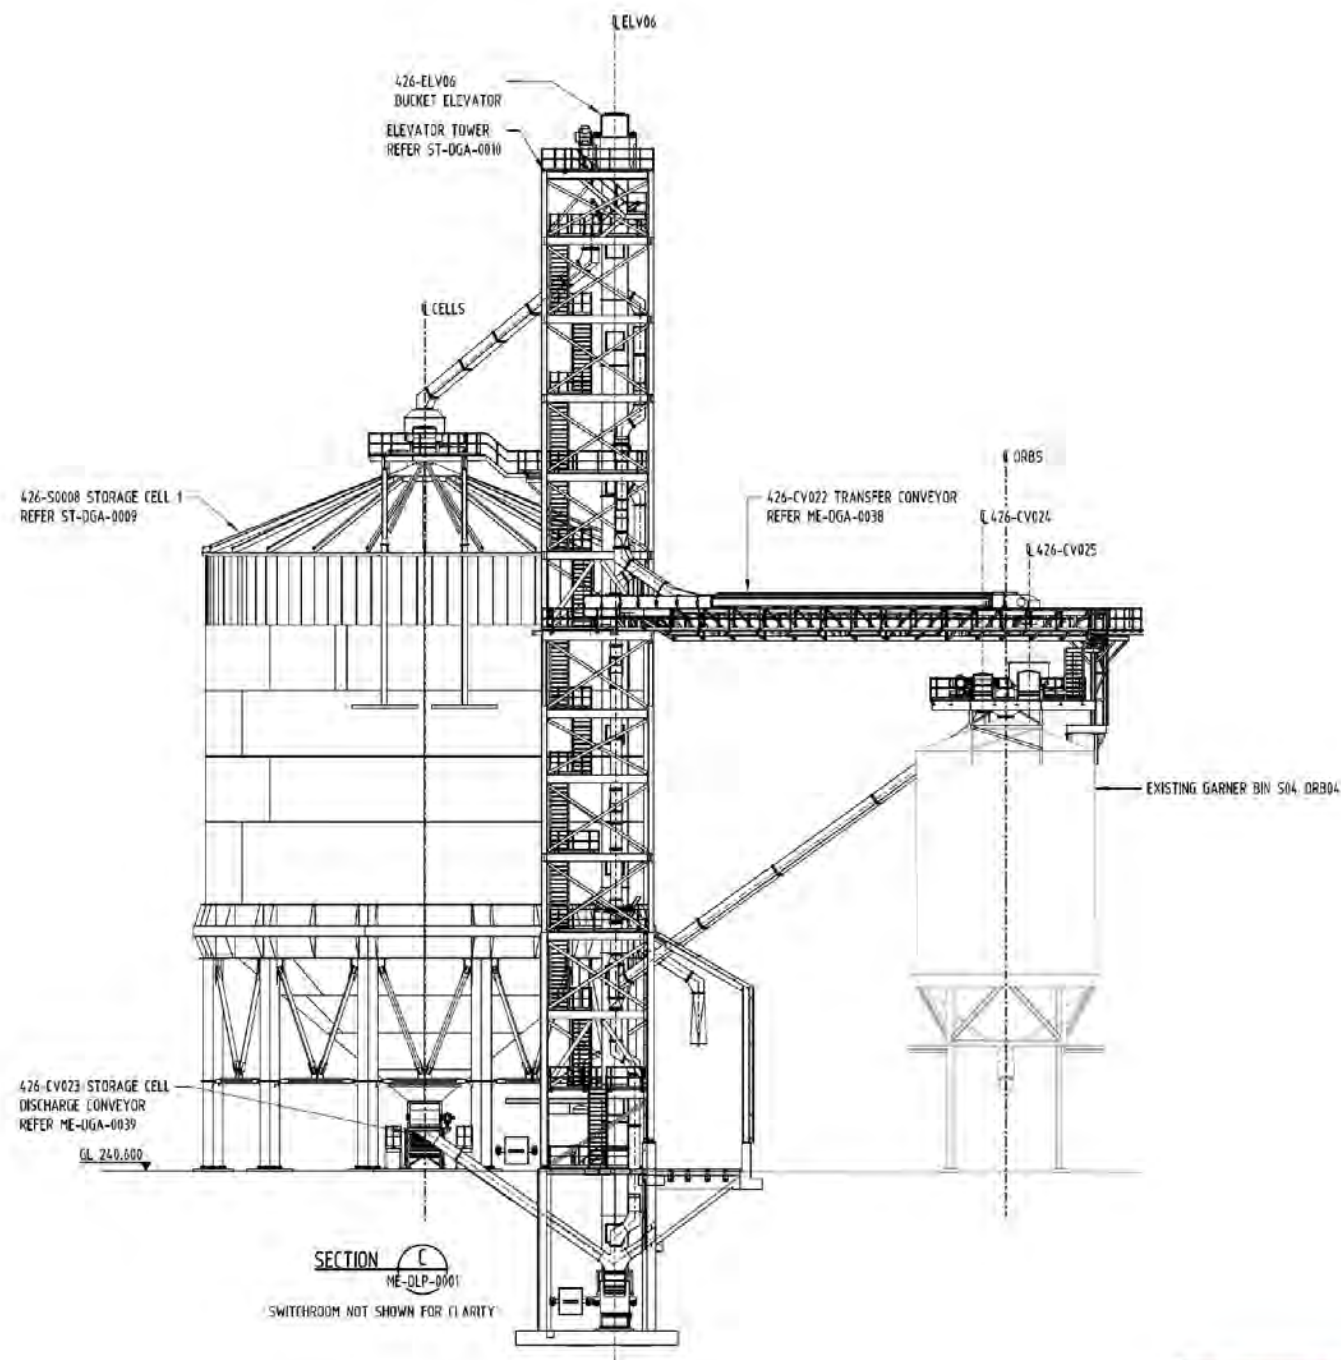 ℄ ELV06
426-ELV06
BUCKET ELEVATOR
ELEVATOR TOWER
REFER ST-DGA-0010
℄ CELLS
426-S0008 STORAGE CELL 1
REFER ST-DGA-0009
426-CV022 TRANSFER CONVEYOR
REFER ME-DGA-0038
℄ ORBS
℄ 426-CV024
℄ 426-CV025
EXISTING GARNER BIN S04 ORB04
426-CV023 STORAGE CELL
DISCHARGE CONVEYOR
REFER ME-DGA-0039
GL 240.600
SECTION C
ME-DLP-0001
SWITCHROOM NOT SHOWN FOR CLARITY